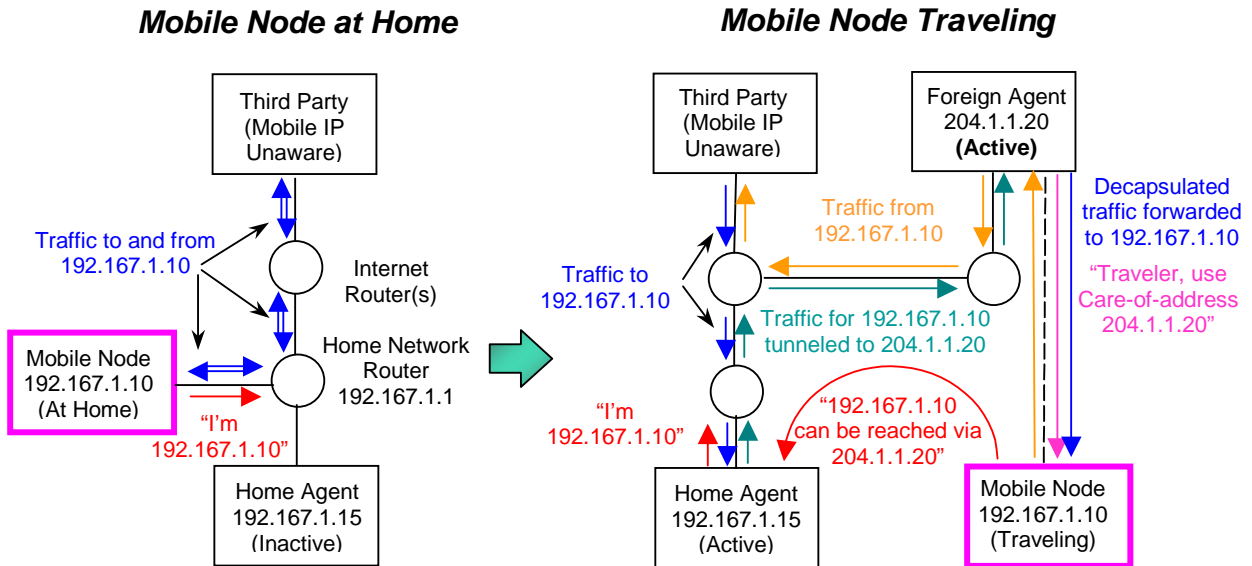 Mobile Node at Home
Third Party
(Mobile IP
Unaware)
Traffic to and from
192.167.1.10
Internet
Router(s)
Mobile Node
192.167.1.10
(At Home)
Home Network
Router
192.167.1.1
“I’m
192.167.1.10”
Home Agent
192.167.1.15
(Inactive)
Mobile Node Traveling
Third Party
(Mobile IP
Unaware)
Foreign Agent
204.1.1.20
(Active)
Traffic from
192.167.1.10
Decapsulated
traffic forwarded
to 192.167.1.10
Traffic to
192.167.1.10
“Traveler, use
Care-of-address
204.1.1.20”
Traffic for 192.167.1.10
tunneled to 204.1.1.20
“I’m
192.167.1.10”
“192.167.1.10
can be reached via
204.1.1.20”
Home Agent
192.167.1.15
(Active)
Mobile Node
192.167.1.10
(Traveling)